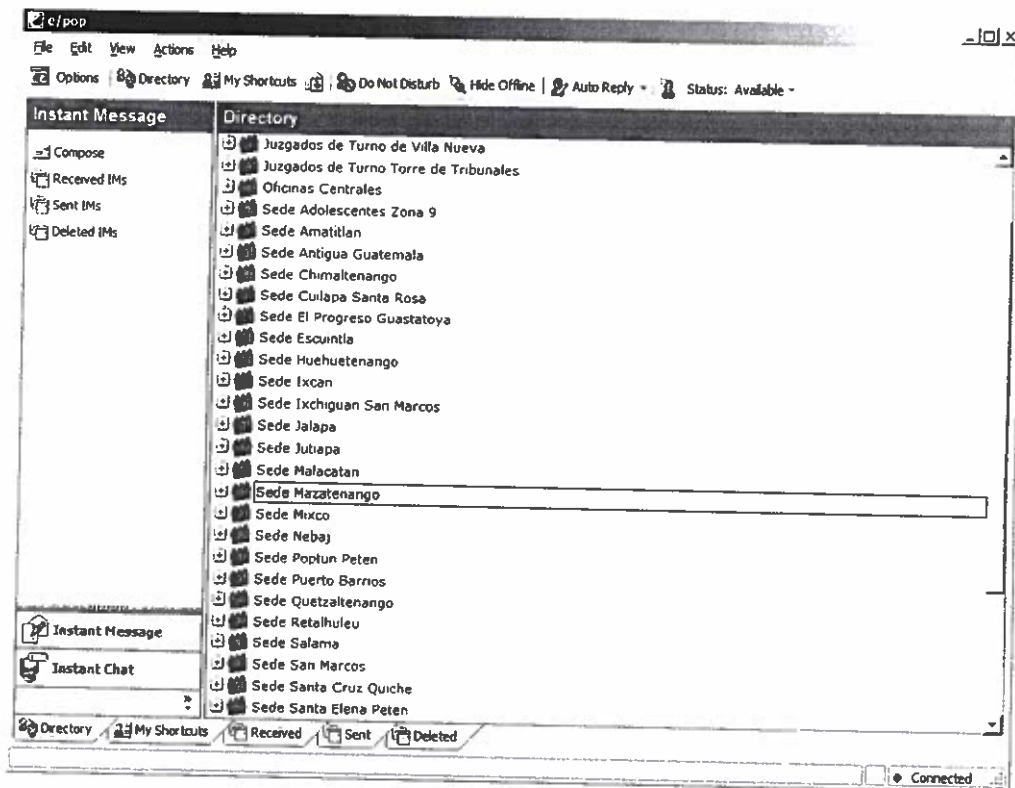 e/pop
File Edit View Actions Help
Options Directory My Shortcuts Do Not Disturb Hide Offline Auto Reply Status: Available
Instant Message
Compose
Received IMs
Sent IMs
Deleted IMs
Instant Message
Instant Chat
Directory
Juzgados de Turno de Villa Nueva
Juzgados de Turno Torre de Tribunales
Oficinas Centrales
Sede Adolescentes Zona 9
Sede Amatitlan
Sede Antigua Guatemala
Sede Chimaltenango
Sede Cuilapa Santa Rosa
Sede El Progreso Guastatoya
Sede Escuintla
Sede Huehuetenango
Sede Ixcan
Sede Ixchiguan San Marcos
Sede Jalapa
Sede Jutiapa
Sede Malacatan
Sede Mazatenango
Sede Mixco
Sede Nebaj
Sede Poptun Peten
Sede Puerto Barrios
Sede Quetzaltenango
Sede Retalhuleu
Sede Salama
Sede San Marcos
Sede Santa Cruz Quiche
Sede Santa Elena Peten
Directory My Shortcuts Received Sent Deleted
Connected